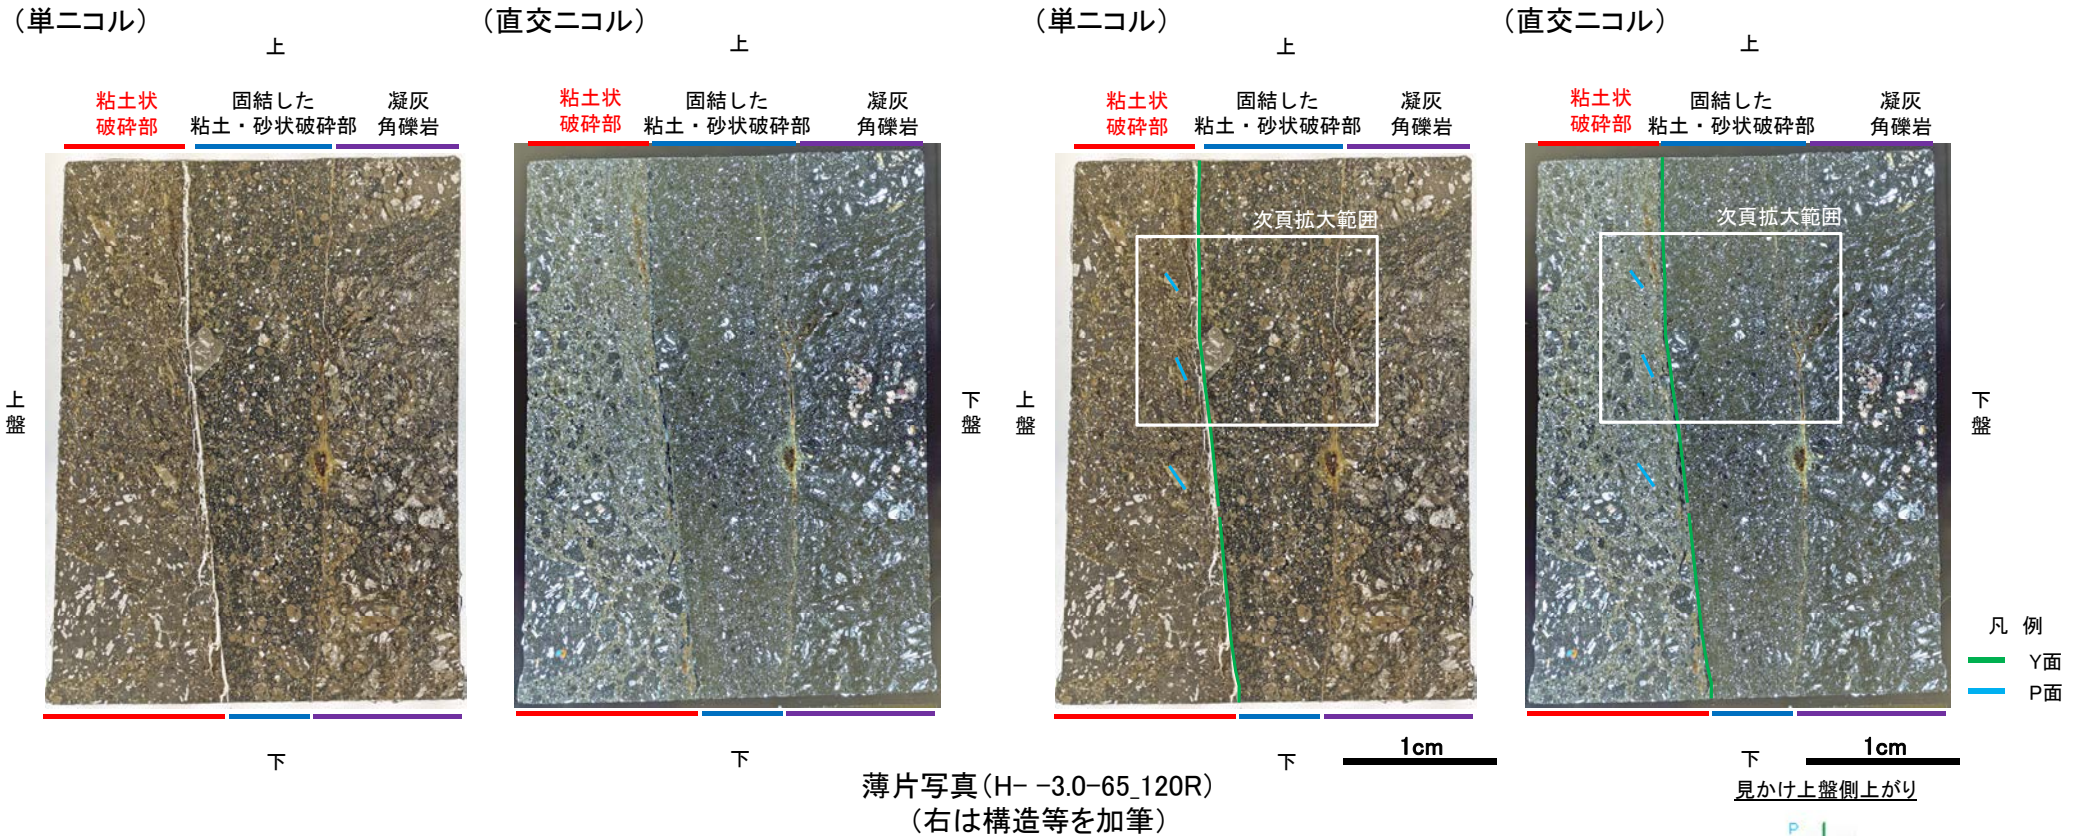 （単ニコル）
上
粘土状
破砕部
固結した
粘土・砂状破砕部
凝灰
角礫岩
上
盤
下
（直交ニコル）
上
粘土状
破砕部
固結した
粘土・砂状破砕部
凝灰
角礫岩
下
盤
下
（単ニコル）
上
粘土状
破砕部
固結した
粘土・砂状破砕部
凝灰
角礫岩
次頁拡大範囲
上
盤
下
1cm
（直交ニコル）
上
粘土状
破砕部
固結した
粘土・砂状破砕部
凝灰
角礫岩
次頁拡大範囲
下
盤
凡 例
Y面
P面
下
1cm
見かけ上盤側上がり
P
薄片写真（H- -3.0-65_120R）
（右は構造等を加筆）